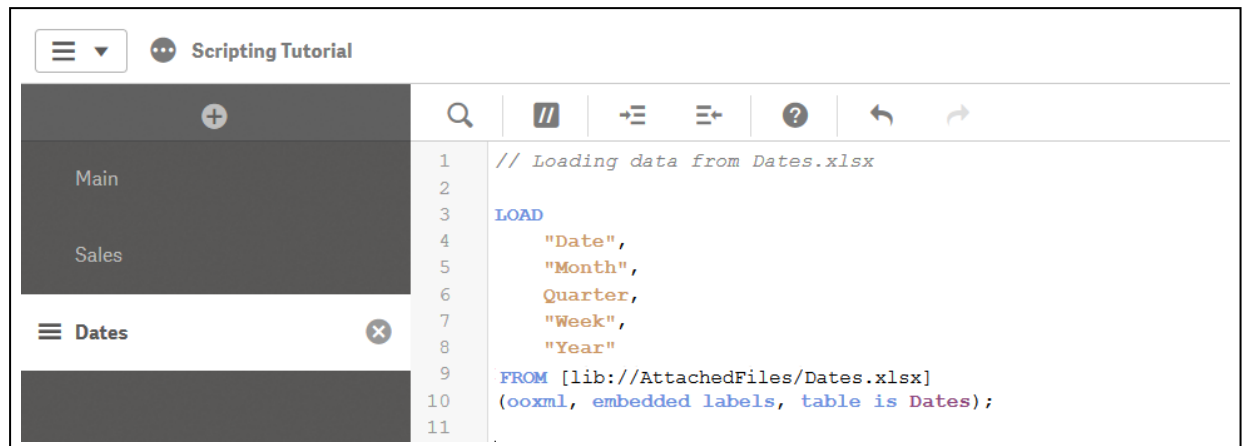 Scripting Tutorial
Main
Sales
Dates
1 // Loading data from Dates.xlsx
2
3 LOAD
4 "Date",
5 "Month",
6 Quarter,
7 "Week",
8 "Year"
9 FROM [lib://AttachedFiles/Dates.xlsx]
10 (ooxml, embedded labels, table is Dates);
11